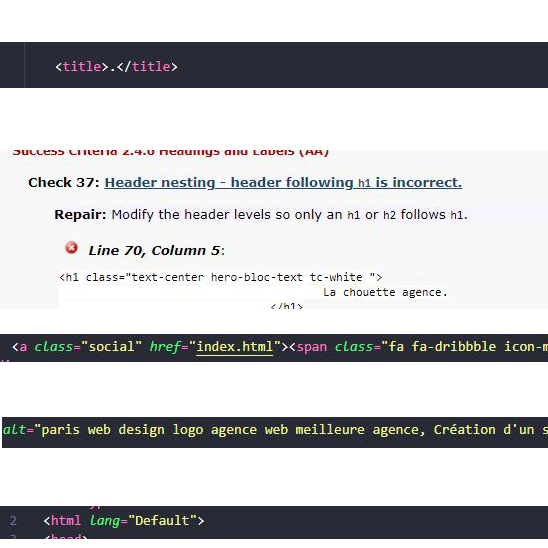 <title>.</title>
Success Criteria 2.4.6 Headings and Labels (AA)
Check 37: Header nesting - header following h1 is incorrect.
Repair: Modify the header levels so only an h1 or h2 follows h1.
Line 70, Column 5:
<h1 class="text-center hero-bloc-text tc-white ">
La chouette agence.
</h1>
<a class="social" href="index.html"><span class="fa fa-dribbble icon-m
alt="paris web design logo agence web meilleure agence, Création d'un s
2 <html lang="Default">
3 <head>